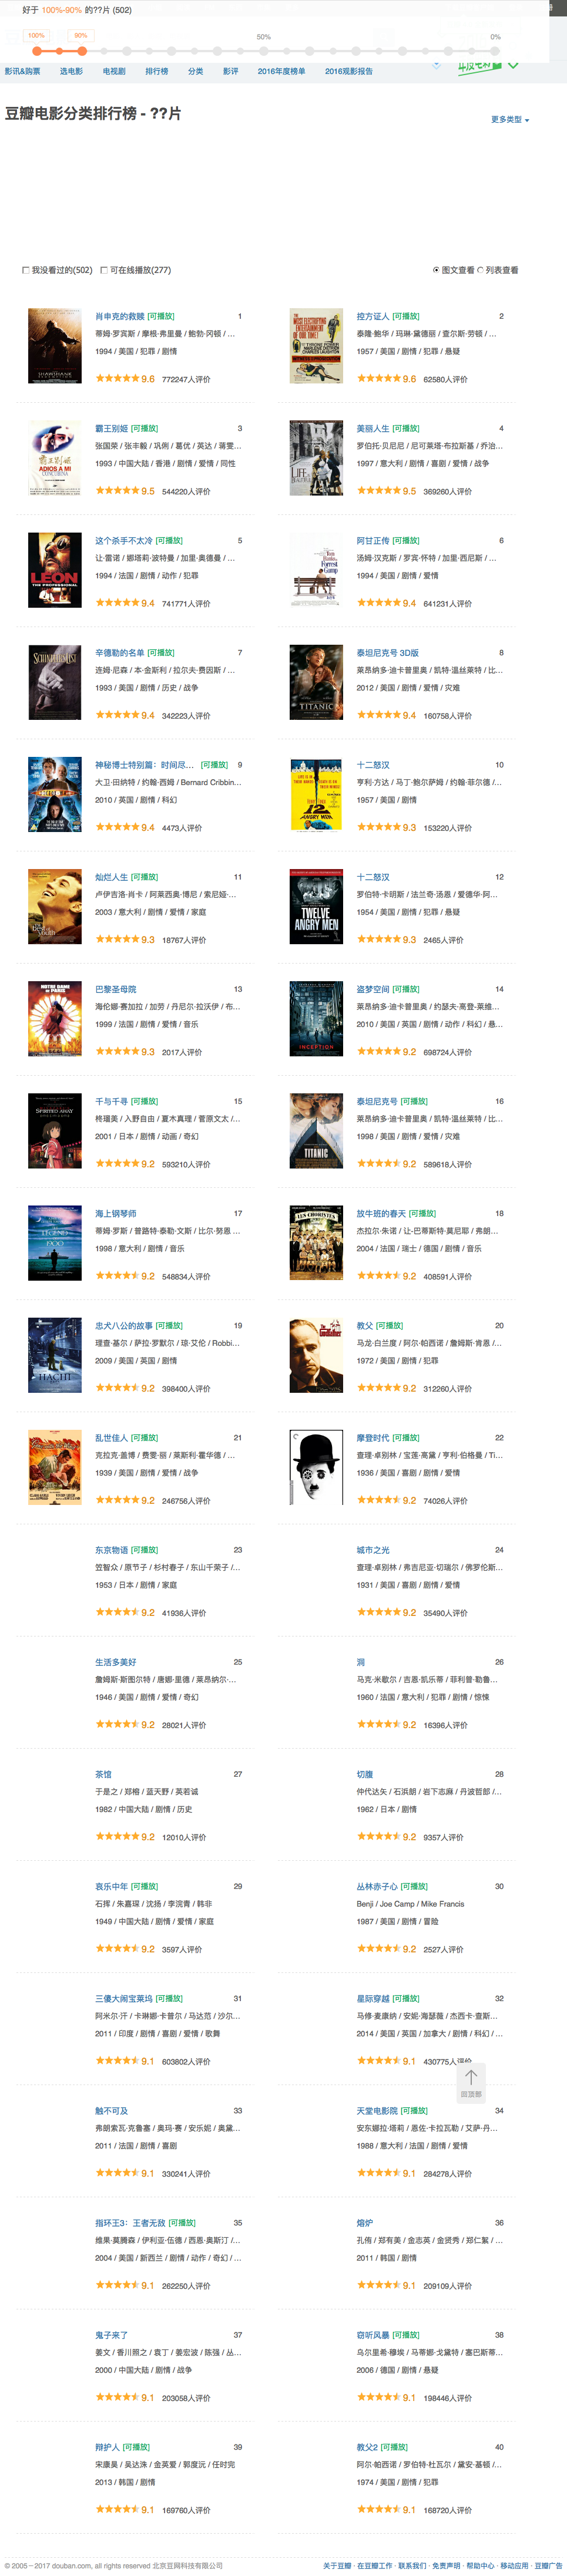 好于 100%-90% 的??片 (502)
100% 90% 50% 0%
影讯&购票 选电影 电视剧 排行榜 分类 影评 2016年度榜单 2016观影报告
豆瓣电影分类排行榜 - ??片
更多类型
我没看过的(502) 可在线播放(277) 图文查看 列表查看
肖申克的救赎 [可播放] 1
蒂姆·罗宾斯 / 摩根·弗里曼 / 鲍勃·冈顿 / ...
1994 / 美国 / 犯罪 / 剧情
9.6 772247人评价
控方证人 [可播放] 2
泰隆·鲍华 / 玛琳·黛德丽 / 查尔斯·劳顿 / ...
1957 / 美国 / 剧情 / 犯罪 / 悬疑
9.6 62580人评价
霸王别姬 [可播放] 3
张国荣 / 张丰毅 / 巩俐 / 葛优 / 英达 / 蒋雯...
1993 / 中国大陆 / 香港 / 剧情 / 爱情 / 同性
9.5 544220人评价
美丽人生 [可播放] 4
罗伯托·贝尼尼 / 尼可莱塔·布拉斯基 / 乔治...
1997 / 意大利 / 剧情 / 喜剧 / 爱情 / 战争
9.5 369260人评价
这个杀手不太冷 [可播放] 5
让·雷诺 / 娜塔莉·波特曼 / 加里·奥德曼 / ...
1994 / 法国 / 剧情 / 动作 / 犯罪
9.4 741771人评价
阿甘正传 [可播放] 6
汤姆·汉克斯 / 罗宾·怀特 / 加里·西尼斯 / ...
1994 / 美国 / 剧情 / 爱情
9.4 641231人评价
辛德勒的名单 [可播放] 7
连姆·尼森 / 本·金斯利 / 拉尔夫·费因斯 / ...
1993 / 美国 / 剧情 / 历史 / 战争
9.4 342223人评价
泰坦尼克号 3D版 8
莱昂纳多·迪卡普里奥 / 凯特·温丝莱特 / 比...
2012 / 美国 / 剧情 / 爱情 / 灾难
9.4 160758人评价
神秘博士特别篇：时间尽... [可播放] 9
大卫·田纳特 / 约翰·西姆 / Bernard Cribbin...
2010 / 英国 / 剧情 / 科幻
9.4 4473人评价
十二怒汉 10
亨利·方达 / 马丁·鲍尔萨姆 / 约翰·菲尔德 /...
1957 / 美国 / 剧情
9.3 153220人评价
灿烂人生 [可播放] 11
卢伊吉洛·肖卡 / 阿莱西奥·博尼 / 索尼娅·...
2003 / 意大利 / 剧情 / 爱情 / 家庭
9.3 18767人评价
十二怒汉 12
罗伯特·卡明斯 / 法兰奇·汤恩 / 爱德华·阿...
1954 / 美国 / 剧情 / 犯罪 / 悬疑
9.3 2465人评价
巴黎圣母院 13
海伦娜·赛加拉 / 加劳 / 丹尼尔·拉沃伊 / 布...
1999 / 法国 / 剧情 / 爱情 / 音乐
9.3 2017人评价
盗梦空间 [可播放] 14
莱昂纳多·迪卡普里奥 / 约瑟夫·高登-莱维...
2010 / 美国 / 英国 / 剧情 / 动作 / 科幻 / 悬...
9.2 698724人评价
千与千寻 [可播放] 15
柊瑠美 / 入野自由 / 夏木真理 / 菅原文太 /...
2001 / 日本 / 剧情 / 动画 / 奇幻
9.2 593210人评价
泰坦尼克号 [可播放] 16
莱昂纳多·迪卡普里奥 / 凯特·温丝莱特 / 比...
1998 / 美国 / 剧情 / 爱情 / 灾难
9.2 589618人评价
海上钢琴师 17
蒂姆·罗斯 / 普路特·泰勒·文斯 / 比尔·努恩 ...
1998 / 意大利 / 剧情 / 音乐
9.2 548834人评价
放牛班的春天 [可播放] 18
杰拉尔·朱诺 / 让-巴蒂斯特·莫尼耶 / 弗朗...
2004 / 法国 / 瑞士 / 德国 / 剧情 / 音乐
9.2 408591人评价
忠犬八公的故事 [可播放] 19
理查·基尔 / 萨拉·罗默尔 / 琼·艾伦 / Robbi...
2009 / 美国 / 英国 / 剧情
9.2 398400人评价
教父 [可播放] 20
马龙·白兰度 / 阿尔·帕西诺 / 詹姆斯·肯恩 /...
1972 / 美国 / 剧情 / 犯罪
9.2 312260人评价
乱世佳人 [可播放] 21
克拉克·盖博 / 费雯·丽 / 莱斯利·霍华德 / ...
1939 / 美国 / 剧情 / 爱情 / 战争
9.2 246756人评价
摩登时代 [可播放] 22
查理·卓别林 / 宝莲·高黛 / 亨利·伯格曼 / Ti...
1936 / 美国 / 喜剧 / 剧情 / 爱情
9.2 74026人评价
东京物语 [可播放] 23
笠智众 / 原节子 / 杉村春子 / 东山千荣子 /...
1953 / 日本 / 剧情 / 家庭
9.2 41936人评价
城市之光 24
查理·卓别林 / 弗吉尼亚·切瑞尔 / 佛罗伦斯...
1931 / 美国 / 喜剧 / 剧情 / 爱情
9.2 35490人评价
生活多美好 25
詹姆斯·斯图尔特 / 唐娜·里德 / 莱昂纳尔·...
1946 / 美国 / 剧情 / 爱情 / 奇幻
9.2 28021人评价
洞 26
马克·米歇尔 / 吉恩·凯乐蒂 / 菲利普·勒鲁...
1960 / 法国 / 意大利 / 犯罪 / 剧情 / 惊悚
9.2 16396人评价
茶馆 27
于是之 / 郑榕 / 蓝天野 / 英若诚
1982 / 中国大陆 / 剧情 / 历史
9.2 12010人评价
切腹 28
仲代达矢 / 石浜朗 / 岩下志麻 / 丹波哲郎 /...
1962 / 日本 / 剧情
9.2 9357人评价
哀乐中年 [可播放] 29
石挥 / 朱嘉琛 / 沈扬 / 李浣青 / 韩非
1949 / 中国大陆 / 剧情 / 爱情 / 家庭
9.2 3597人评价
丛林赤子心 [可播放] 30
Benji / Joe Camp / Mike Francis
1987 / 美国 / 剧情 / 冒险
9.2 2527人评价
三傻大闹宝莱坞 [可播放] 31
阿米尔·汗 / 卡琳娜·卡普尔 / 马达范 / 沙尔...
2011 / 印度 / 剧情 / 喜剧 / 爱情 / 歌舞
9.1 603802人评价
星际穿越 [可播放] 32
马修·麦康纳 / 安妮·海瑟薇 / 杰西卡·查斯...
2014 / 美国 / 英国 / 加拿大 / 剧情 / 科幻 / ...
9.1 430775人评价
回顶部
触不可及 33
弗朗索瓦·克鲁塞 / 奥玛·赛 / 安乐妮 / 奥黛...
2011 / 法国 / 剧情 / 喜剧
9.1 330241人评价
天堂电影院 [可播放] 34
安东娜拉·塔莉 / 恩佐·卡拉瓦勒 / 艾萨·丹...
1988 / 意大利 / 法国 / 剧情 / 爱情
9.1 284278人评价
指环王3：王者无敌 [可播放] 35
维果·莫腾森 / 伊利亚·伍德 / 西恩·奥斯汀 /...
2004 / 美国 / 新西兰 / 剧情 / 动作 / 奇幻 / ...
9.1 262250人评价
熔炉 36
孔侑 / 郑有美 / 金志英 / 金贤秀 / 郑仁絮 / ...
2011 / 韩国 / 剧情
9.1 209109人评价
鬼子来了 37
姜文 / 香川照之 / 袁丁 / 姜宏波 / 陈强 / 丛...
2000 / 中国大陆 / 剧情 / 战争
9.1 203058人评价
窃听风暴 [可播放] 38
乌尔里希·穆埃 / 马蒂娜·戈黛特 / 塞巴斯蒂...
2006 / 德国 / 剧情 / 悬疑
9.1 198446人评价
辩护人 [可播放] 39
宋康昊 / 吴达洙 / 金英爱 / 郭度沅 / 任时完
2013 / 韩国 / 剧情
9.1 169760人评价
教父2 [可播放] 40
阿尔·帕西诺 / 罗伯特·杜瓦尔 / 黛安·基顿 /...
1974 / 美国 / 剧情 / 犯罪
9.1 168720人评价
© 2005－2017 douban.com, all rights reserved 北京豆网科技有限公司
关于豆瓣 · 在豆瓣工作 · 联系我们 · 免责声明 · 帮助中心 · 移动应用 · 豆瓣广告